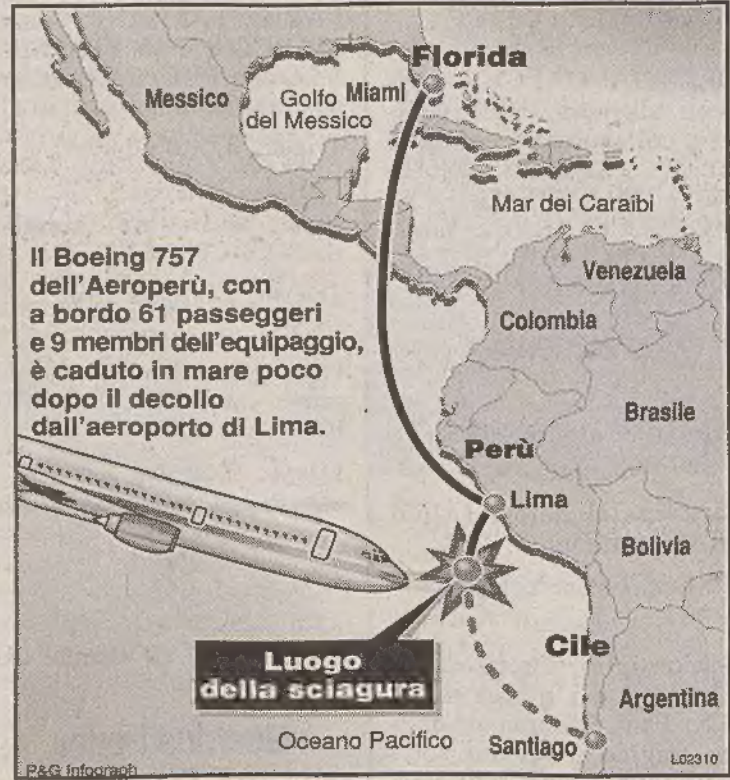 Florida
Messico
Golfo
del Messico
Miami
Mar dei Caraibi
Il Boeing 757
dell'Aeroperù, con
a bordo 61 passeggeri
e 9 membri dell'equipaggio,
è caduto in mare poco
dopo il decollo
dall'aeroporto di Lima.
Venezuela
Colombia
Brasile
Perù
Lima
Bolivia
Luogo
della sciagura
Cile
Argentina
Oceano Pacifico
Santiago
P&G Infograph
L02310